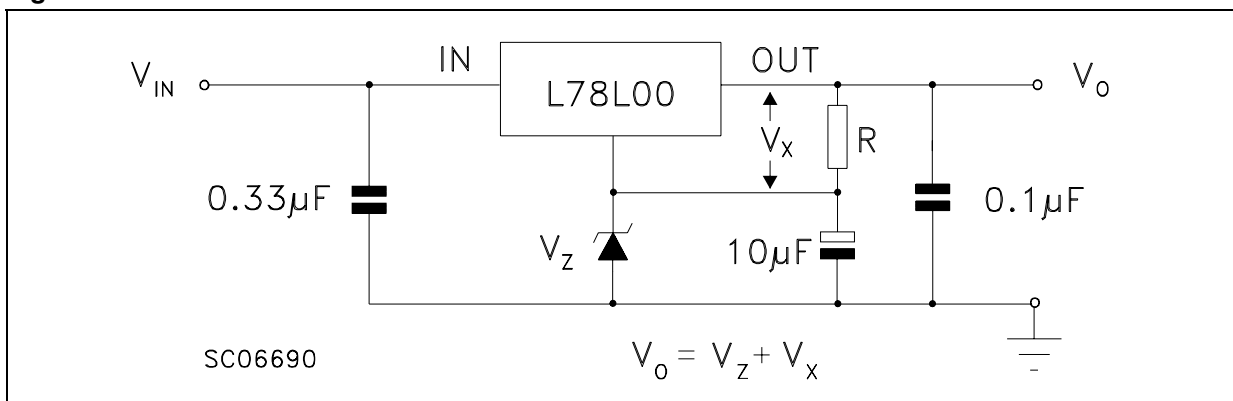 V_IN
IN
L78L00
OUT
V_O
V_X
R
0.33µF
0.1µF
V_Z
10µF
SC06690
V_O = V_Z + V_X